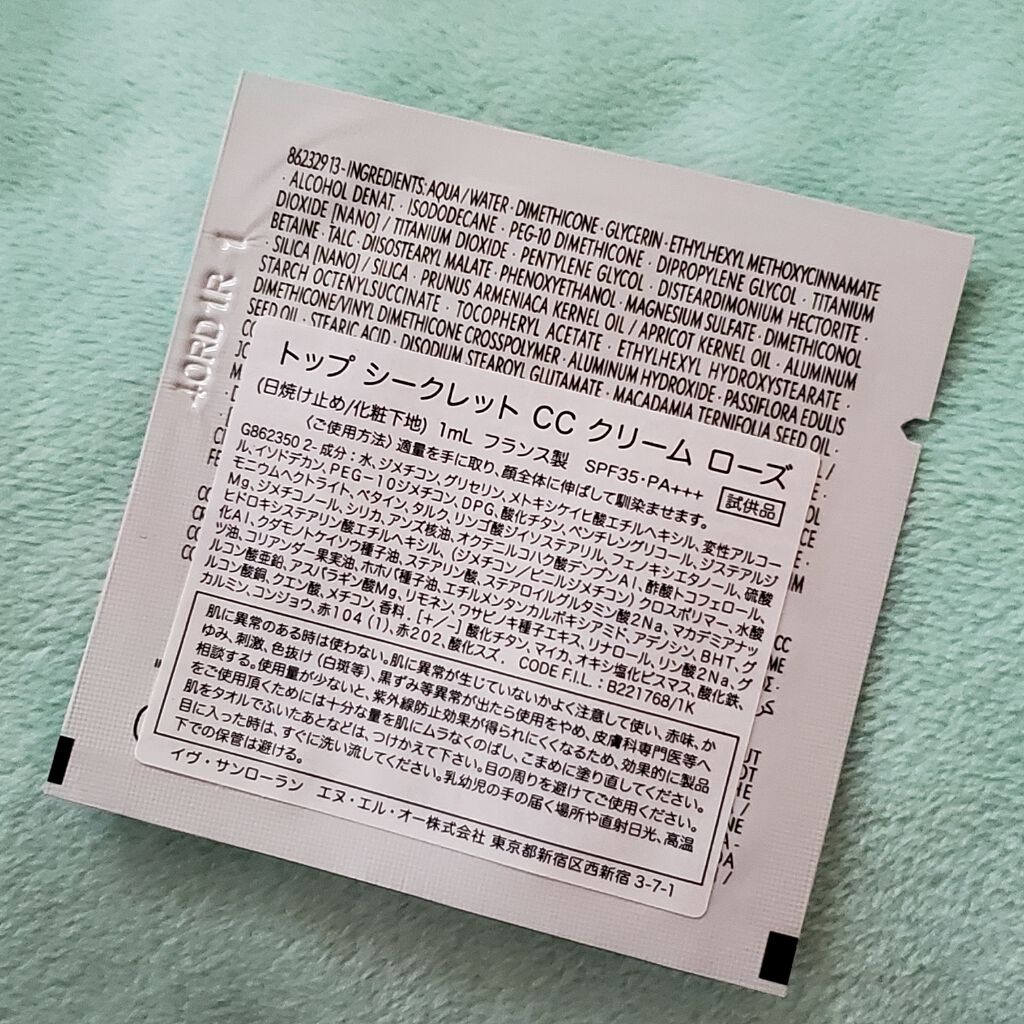 8623291 3 - INGREDIENTS: AQUA / WATER · DIMETHICONE · GLYCERIN · ETHYLHEXYL METHOXYCINNAMATE
· ALCOHOL DENAT. · ISODODECANE · PEG-10 DIMETHICONE · DIPROPYLENE GLYCOL · TITANIUM
DIOXIDE [NANO] / TITANIUM DIOXIDE · PENTYLENE GLYCOL · DISTEARDIMONIUM HECTORITE ·
BETAINE · TALC · DIISOSTEARYL MALATE · PHENOXYETHANOL · MAGNESIUM SULFATE · DIMETHICONOL
· SILICA [NANO] / SILICA · PRUNUS ARMENIACA KERNEL OIL / APRICOT KERNEL OIL · ALUMINUM
STARCH OCTENYLSUCCINATE · TOCOPHERYL ACETATE · ETHYLHEXYL HYDROXYSTEARATE ·
DIMETHICONE/VINYL DIMETHICONE CROSSPOLYMER · ALUMINUM HYDROXIDE · PASSIFLORA EDULIS
SEED OIL · STEARIC ACID · DISODIUM STEAROYL GLUTAMATE · MACADAMIA TERNIFOLIA SEED OIL ·
トップ シークレット CC クリーム ローズ
(日焼け止め/化粧下地) 1mL フランス製 SPF35・PA+++ 試供品
〈ご使用方法〉適量を手に取り、顔全体に伸ばして馴染ませます。
G862350 2- 成分：水、ジメチコン、グリセリン、メトキシケイヒ酸エチルヘキシル、変性アルコー
ル、イソドデカン、PEG－10ジメチコン、DPG、酸化チタン、ペンチレングリコール、ジステアルジ
モニウムヘクトライト、ベタイン、タルク、リンゴ酸ジイソステアリル、フェノキシエタノール、硫酸
Mg、ジメチコノール、シリカ、アンズ核油、オクテニルコハク酸デンプンAl、酢酸トコフェロール、
ヒドロキシステアリン酸エチルヘキシル、(ジメチコン/ビニルジメチコン)クロスポリマー、水酸
化Al、クダモノトケイソウ種子油、ステアリン酸、ステアロイルグルタミン酸2Na、マカデミアナッ
ツ油、コリアンダー果実油、ホホバ種子油、エチルメンタンカルボキシアミド、アデノシン、BHT、グ
ルコン酸亜鉛、アスパラギン酸Mg、リモネン、ワサビノキ種子エキス、リナロール、リン酸2Na、グ
ルコン酸銅、クエン酸、メチコン、香料、[+/−]酸化チタン、マイカ、オキシ塩化ビスマス、酸化鉄、
カルミン、コンジョウ、赤104(1)、赤202、酸化スズ. CODE F.I.L.：B221768/1K
肌に異常のある時は使わない。肌に異常が生じていないかよく注意して使い、赤味、か
ゆみ、刺激、色抜け(白斑等)、黒ずみ等異常が出たら使用をやめ、皮膚科専門医等へ
相談する。使用量が少ないと、紫外線防止効果が得られにくくなるため、効果的に製品
をご使用頂くためには十分な量を肌にムラなくのばし、こまめに塗り直してください。
肌をタオルでふいたあとなどは、つけかえて下さい。目の周りを避けてご使用ください。
目に入った時は、すぐに洗い流してください。乳幼児の手の届く場所や直射日光、高温
下での保管は避ける。
イヴ・サンローラン エヌ・エル・オー株式会社 東京都新宿区西新宿 3-7-1